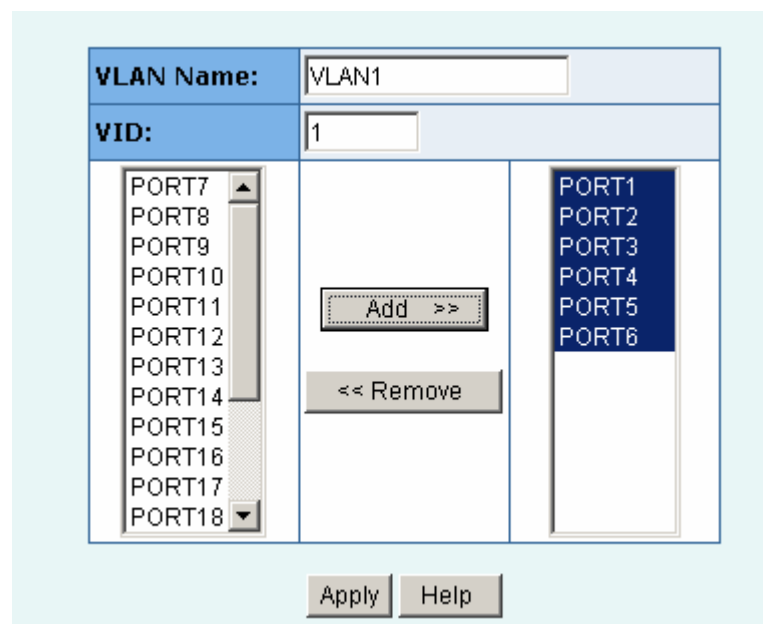 VLAN Name: VLAN1
VID: 1
PORT7
PORT8
PORT9
PORT10
PORT11
PORT12
PORT13
PORT14
PORT15
PORT16
PORT17
PORT18
Add >>
<< Remove
PORT1
PORT2
PORT3
PORT4
PORT5
PORT6
Apply Help